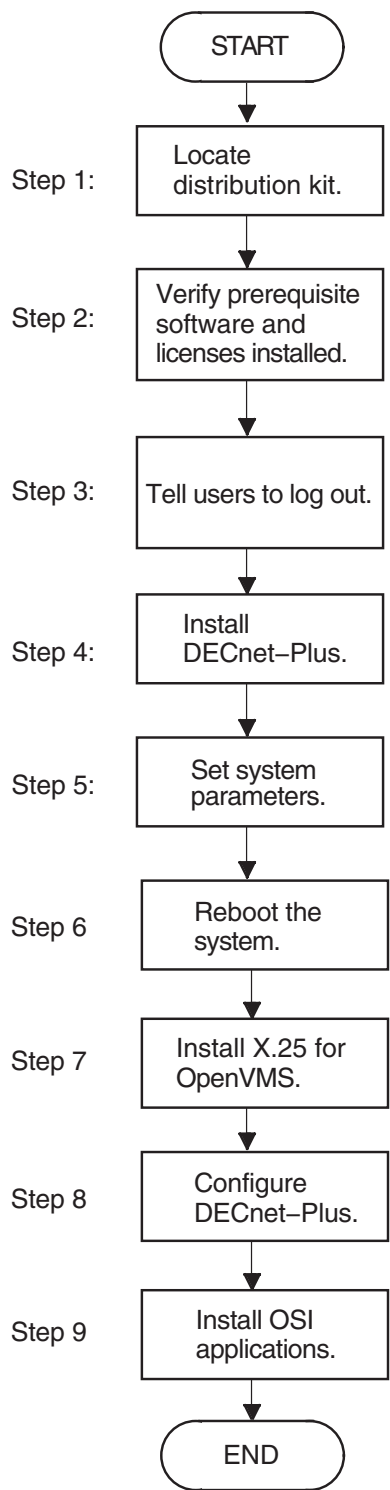 START
Step 1:
Locate
distribution kit.
Step 2:
Verify prerequisite
software and
licenses installed.
Step 3:
Tell users to log out.
Step 4:
Install
DECnet–Plus.
Step 5:
Set system
parameters.
Step 6
Reboot the
system.
Step 7
Install X.25 for
OpenVMS.
Step 8
Configure
DECnet–Plus.
Step 9
Install OSI
applications.
END